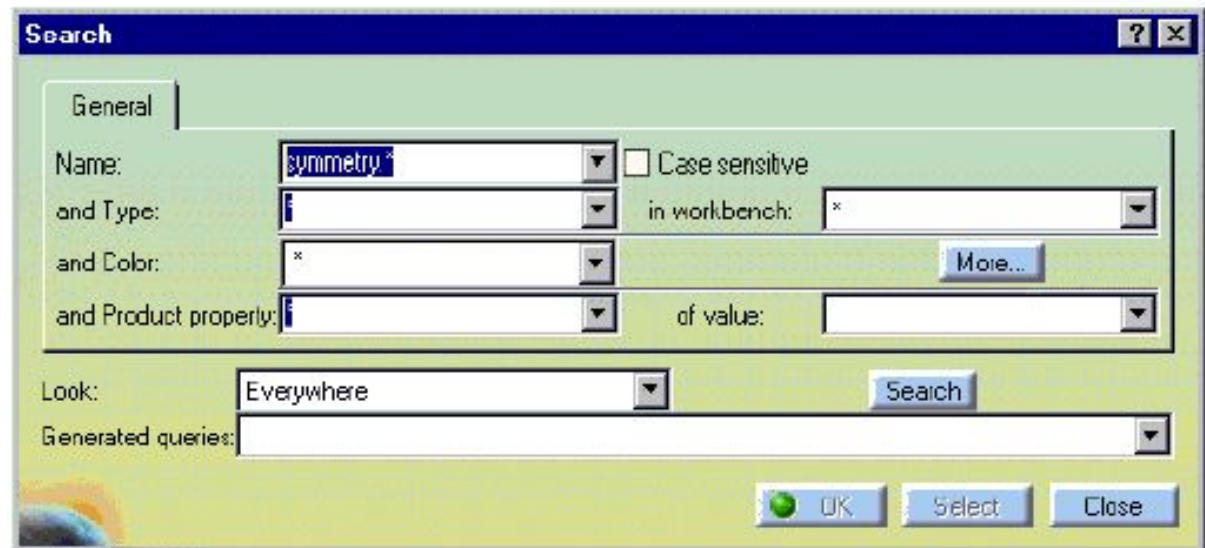 Search
General
Name: symmetry.* Case sensitive
and Type: * in workbench: *
and Color: * More...
and Product property: * of value:
Look: Everywhere Search
Generated queries:
OK Select Close